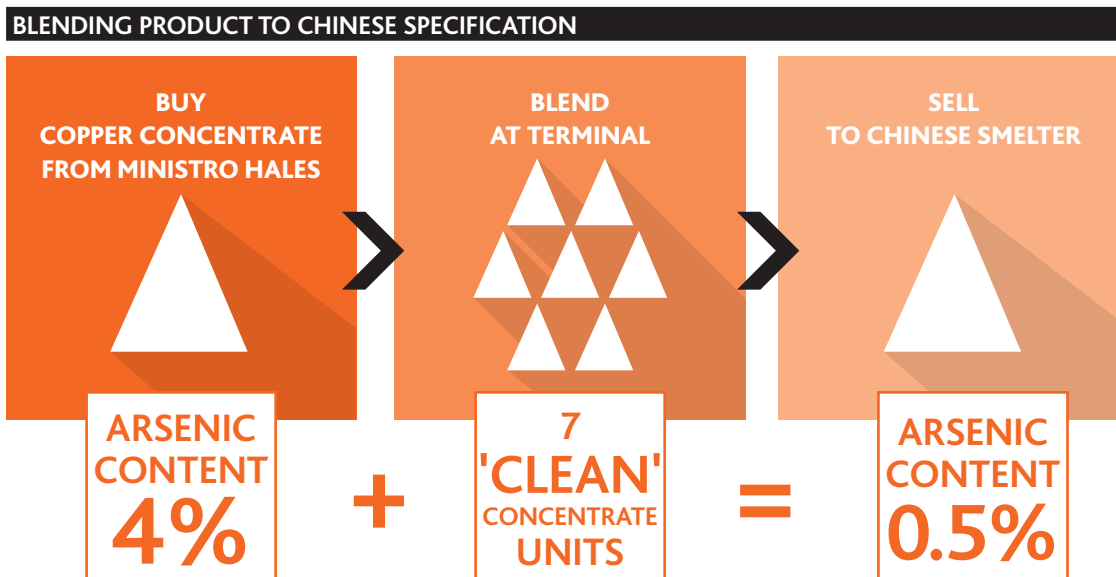 BLENDING PRODUCT TO CHINESE SPECIFICATION
BUY
COPPER CONCENTRATE
FROM MINISTRO HALES
BLEND
AT TERMINAL
SELL
TO CHINESE SMELTER
ARSENIC
CONTENT
4%
+
7
'CLEAN'
CONCENTRATE
UNITS
=
ARSENIC
CONTENT
0.5%